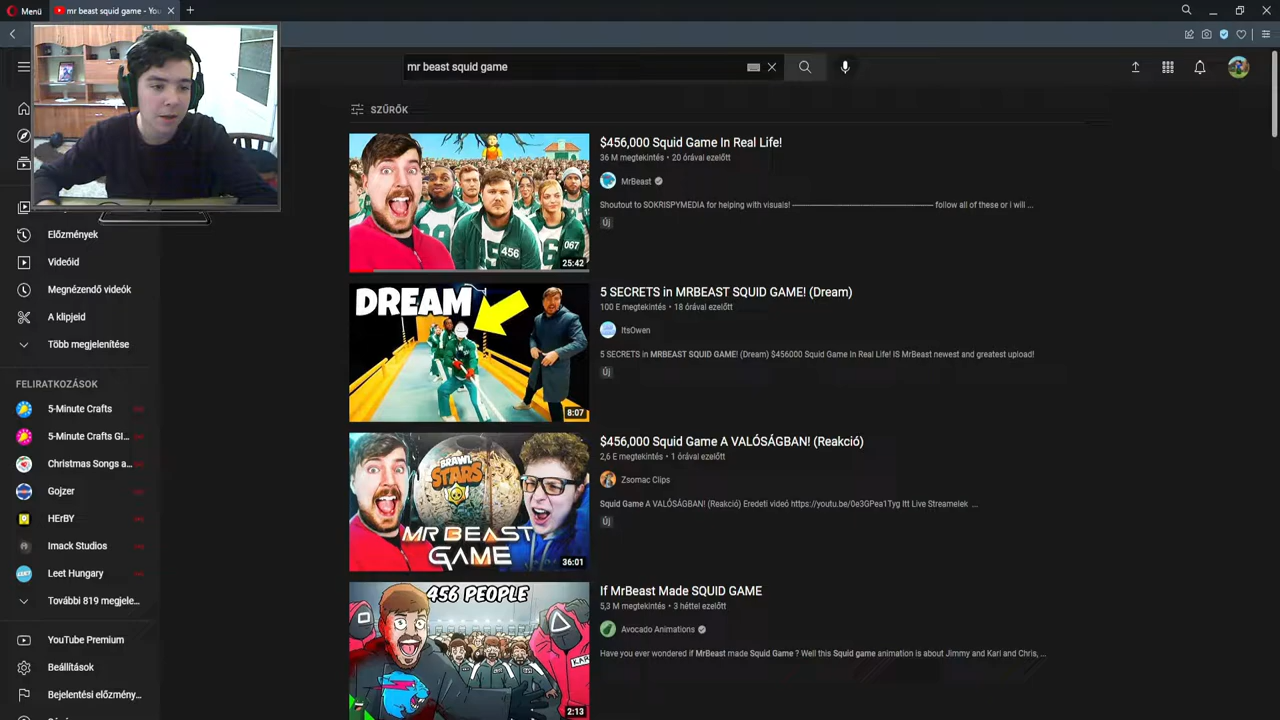 Menü
mr beast squid game - You
mr beast squid game
SZŰRŐK
Előzmények
Videóid
Megnézendő videók
A klipjeid
Több megjelenítése
FELIRATKOZÁSOK
5-Minute Crafts
5-Minute Crafts GI...
Christmas Songs a...
Gojzer
HErBY
Imack Studios
Leet Hungary
További 819 megjele...
YouTube Premium
Beállítások
Bejelentési előzmény...
456
067
25:42
$456,000 Squid Game In Real Life!
36 M megtekintés • 20 órával ezelőtt
MrBeast
Shoutout to SOKRISPYMEDIA for helping with visuals! ———————————————— follow all of these or i will ...
Új
DREAM
8:07
5 SECRETS in MRBEAST SQUID GAME! (Dream)
100 E megtekintés • 18 órával ezelőtt
ItsOwen
5 SECRETS in MRBEAST SQUID GAME! (Dream) $456000 Squid Game In Real Life! IS MrBeast newest and greatest upload!
Új
BRAWL
STARS
MR BEAST
GAME
36:01
$456,000 Squid Game A VALÓSÁGBAN! (Reakció)
2,6 E megtekintés • 1 órával ezelőtt
Zsomac Clips
Squid Game A VALÓSÁGBAN! (Reakció) Eredeti videó https://youtu.be/0e3GPea1Tyg Itt Live Streamelek ...
Új
456 PEOPLE
2:13
If MrBeast Made SQUID GAME
5,3 M megtekintés • 3 héttel ezelőtt
Avocado Animations
Have you ever wondered if MrBeast made Squid Game ? Well this Squid game animation is about Jimmy and Karl and Chris, ...